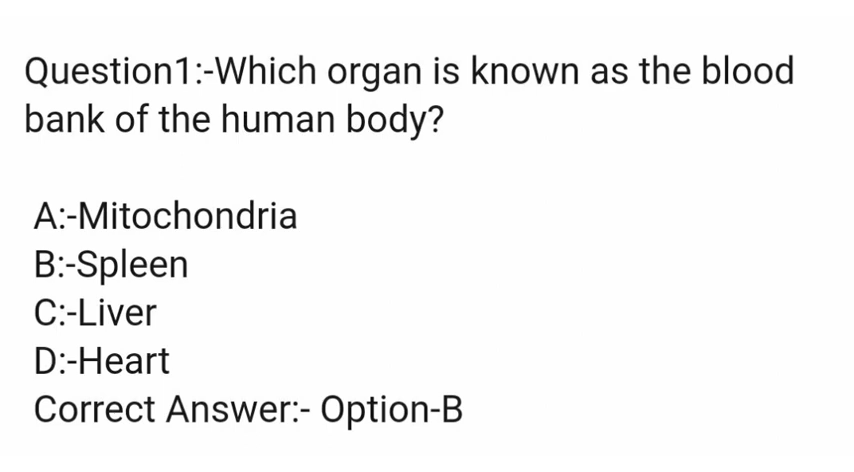 Question1:-Which organ is known as the blood
bank of the human body?
A:-Mitochondria
B:-Spleen
C:-Liver
D:-Heart
Correct Answer:- Option-B